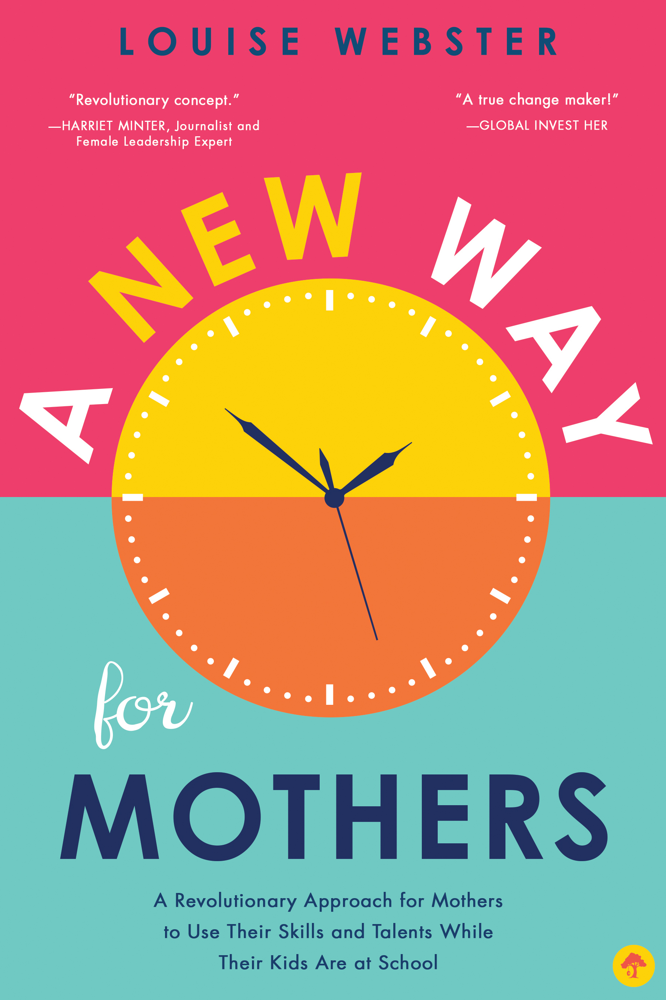 LOUISE WEBSTER
“Revolutionary concept.”
—HARRIET MINTER, Journalist and
Female Leadership Expert
“A true change maker!”
—GLOBAL INVEST HER
A NEW WAY
for
MOTHERS
A Revolutionary Approach for Mothers
to Use Their Skills and Talents While
Their Kids Are at School